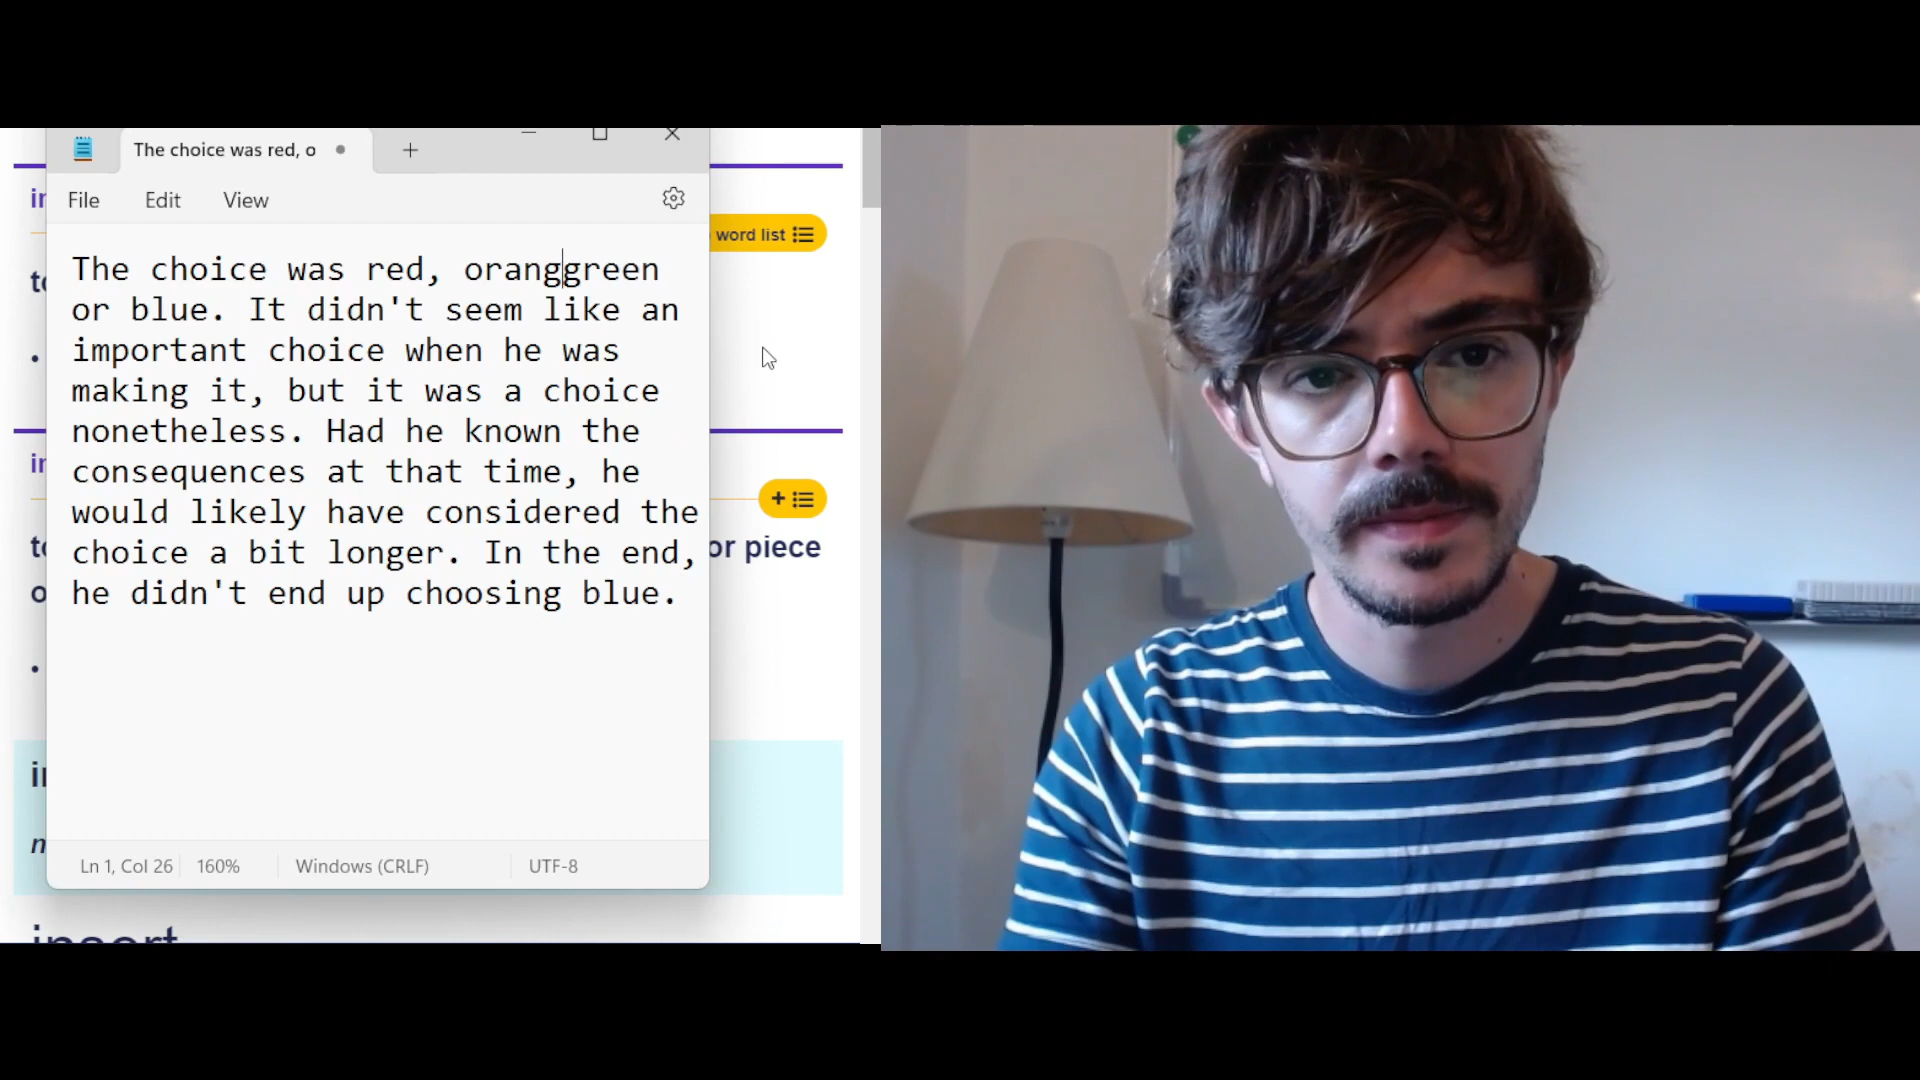 The choice was red, o
File Edit View
word list
The choice was red, oranggreen
or blue. It didn't seem like an
important choice when he was
making it, but it was a choice
nonetheless. Had he known the
consequences at that time, he
would likely have considered the
choice a bit longer. In the end,
he didn't end up choosing blue.
or piece
Ln 1, Col 26 160% Windows (CRLF) UTF-8